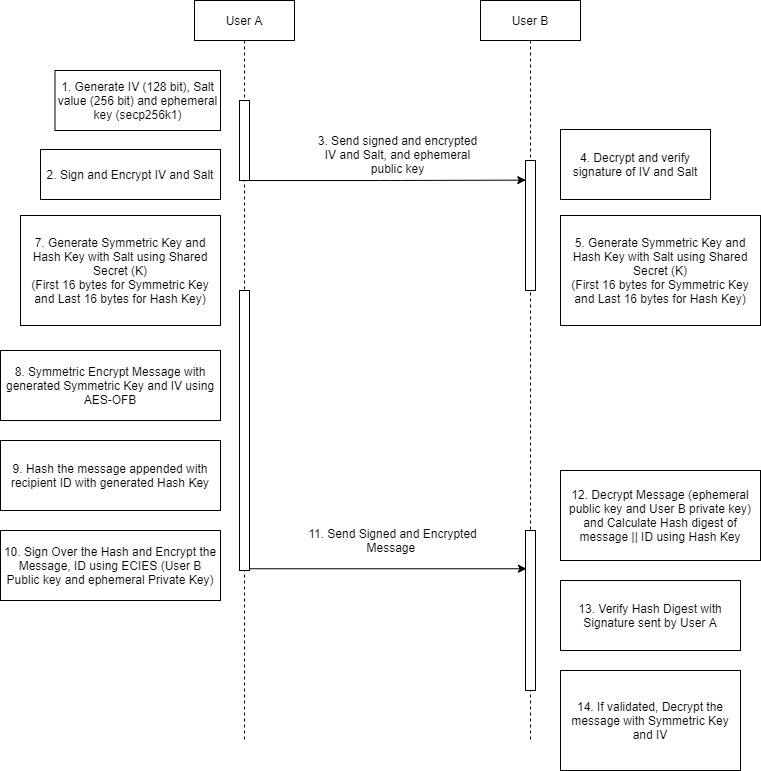 User A
User B
1. Generate IV (128 bit), Salt
value (256 bit) and ephemeral
key (secp256k1)
2. Sign and Encrypt IV and Salt
3. Send signed and encrypted
IV and Salt, and ephemeral
public key
4. Decrypt and verify
signature of IV and Salt
7. Generate Symmetric Key and
Hash Key with Salt using Shared
Secret (K)
(First 16 bytes for Symmetric Key
and Last 16 bytes for Hash Key)
5. Generate Symmetric Key and
Hash Key with Salt using Shared
Secret (K)
(First 16 bytes for Symmetric Key
and Last 16 bytes for Hash Key)
8. Symmetric Encrypt Message with
generated Symmetric Key and IV using
AES-OFB
9. Hash the message appended with
recipient ID with generated Hash Key
10. Sign Over the Hash and Encrypt the
Message, ID using ECIES (User B
Public key and ephemeral Private Key)
11. Send Signed and Encrypted
Message
12. Decrypt Message (ephemeral
public key and User B private key)
and Calculate Hash digest of
message || ID using Hash Key
13. Verify Hash Digest with
Signature sent by User A
14. If validated, Decrypt the
message with Symmetric Key
and IV